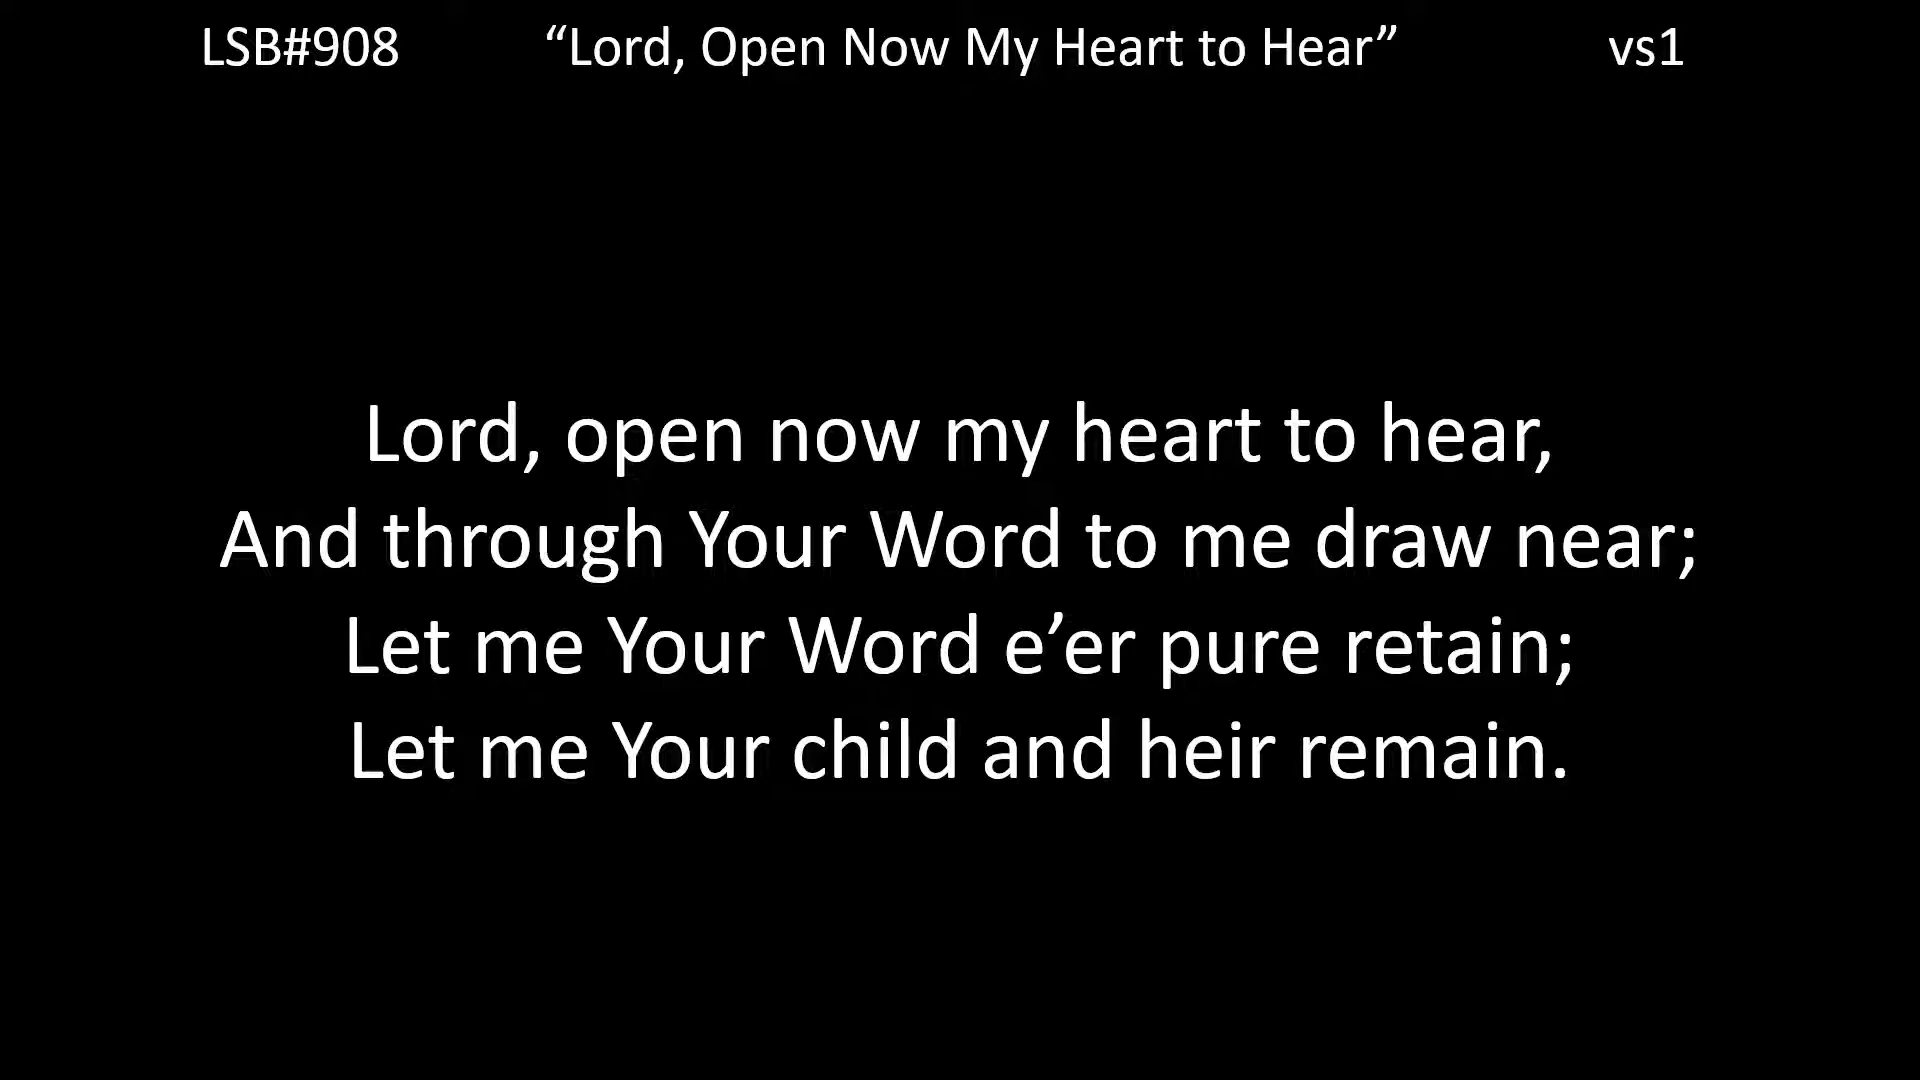 LSB#908 “Lord, Open Now My Heart to Hear” vs1
Lord, open now my heart to hear,
And through Your Word to me draw near;
Let me Your Word e’er pure retain;
Let me Your child and heir remain.